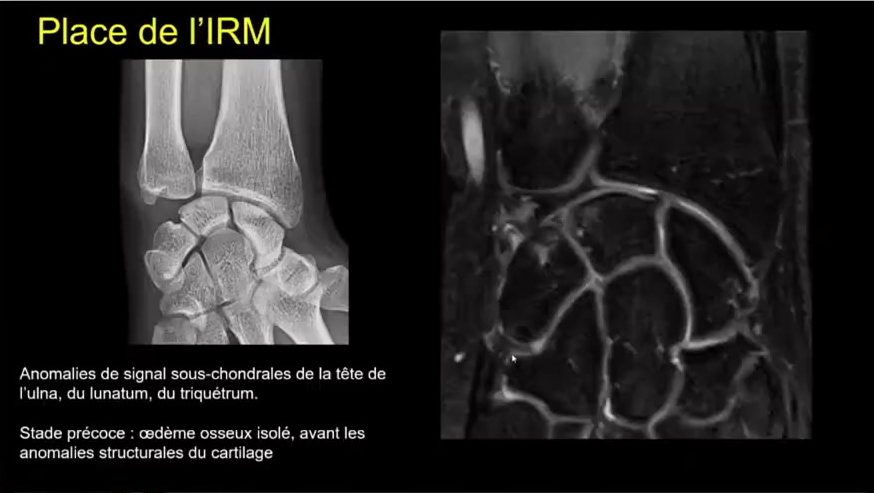 Place de l’IRM
Anomalies de signal sous-chondrales de la tête de
l’ulna, du lunatum, du triquétrum.
Stade précoce : œdème osseux isolé, avant les
anomalies structurales du cartilage